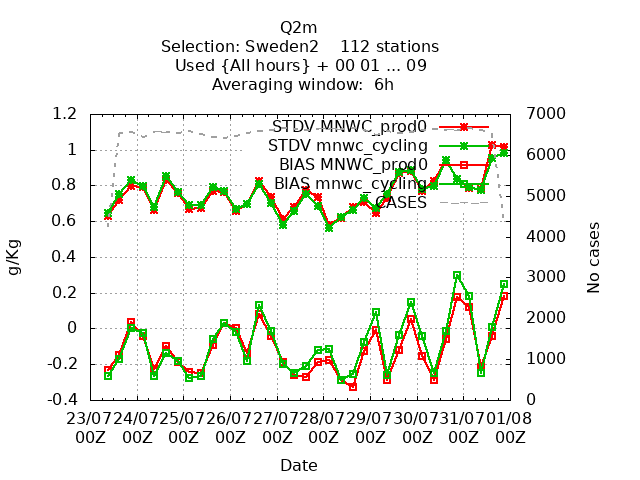 Q2m
Selection: Sweden2    112 stations
Used {All hours} + 00 01 ... 09
Averaging window:  6h
1.2
1
0.8
0.6
0.4
0.2
0
-0.2
-0.4
g/Kg
7000
6000
5000
4000
3000
2000
1000
0
No cases
STDV MNWC_prod0
STDV mnwc_cycling
BIAS MNWC_prod0
BIAS mnwc_cycling
CASES
23/07 24/07 25/07 26/07 27/07 28/07 29/07 30/07 31/07 01/08
00Z 00Z 00Z 00Z 00Z 00Z 00Z 00Z 00Z 00Z
Date